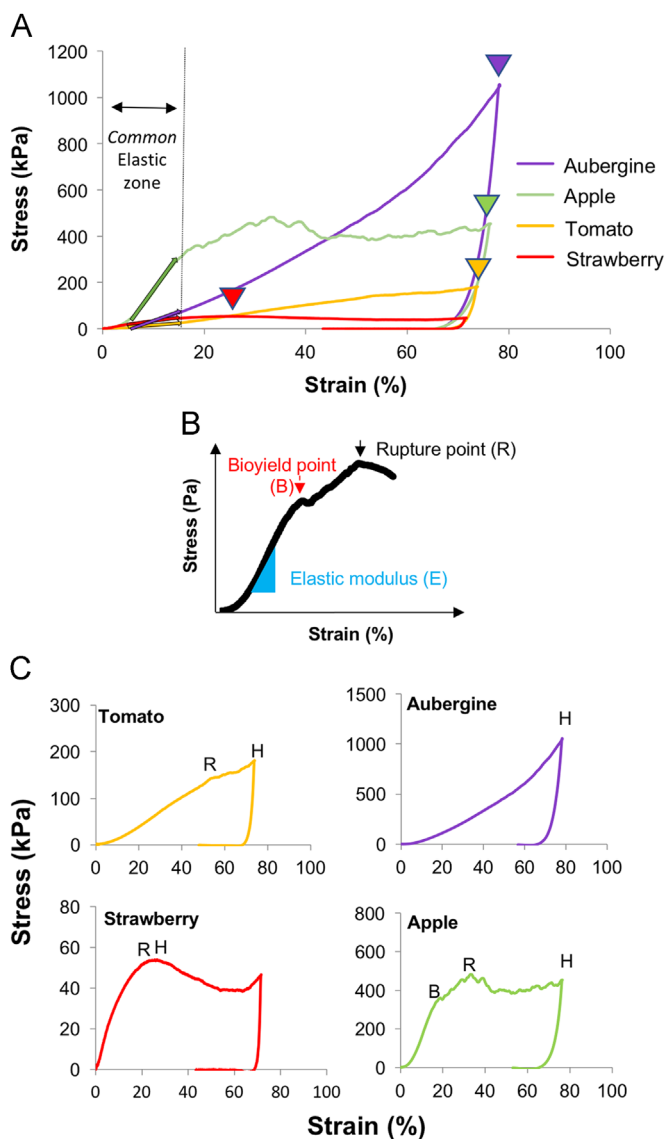 A
Stress (kPa)
1200
1000
800
600
400
200
0
Common
Elastic
zone
Aubergine
Apple
Tomato
Strawberry
0 20 40 60 80 100
Strain (%)
B
Stress (Pa)
Bioyield point
(B)
Rupture point (R)
Elastic modulus (E)
Strain (%)
C
Stress (kPa)
Tomato
300
200
100
0
R H
0 20 40 60 80 100
Aubergine
1500
1000
500
0
H
0 20 40 60 80 100
Strawberry
80
60
40
20
0
R H
0 20 40 60 80 100
Apple
800
600
400
200
0
B R H
0 20 40 60 80 100
Strain (%)